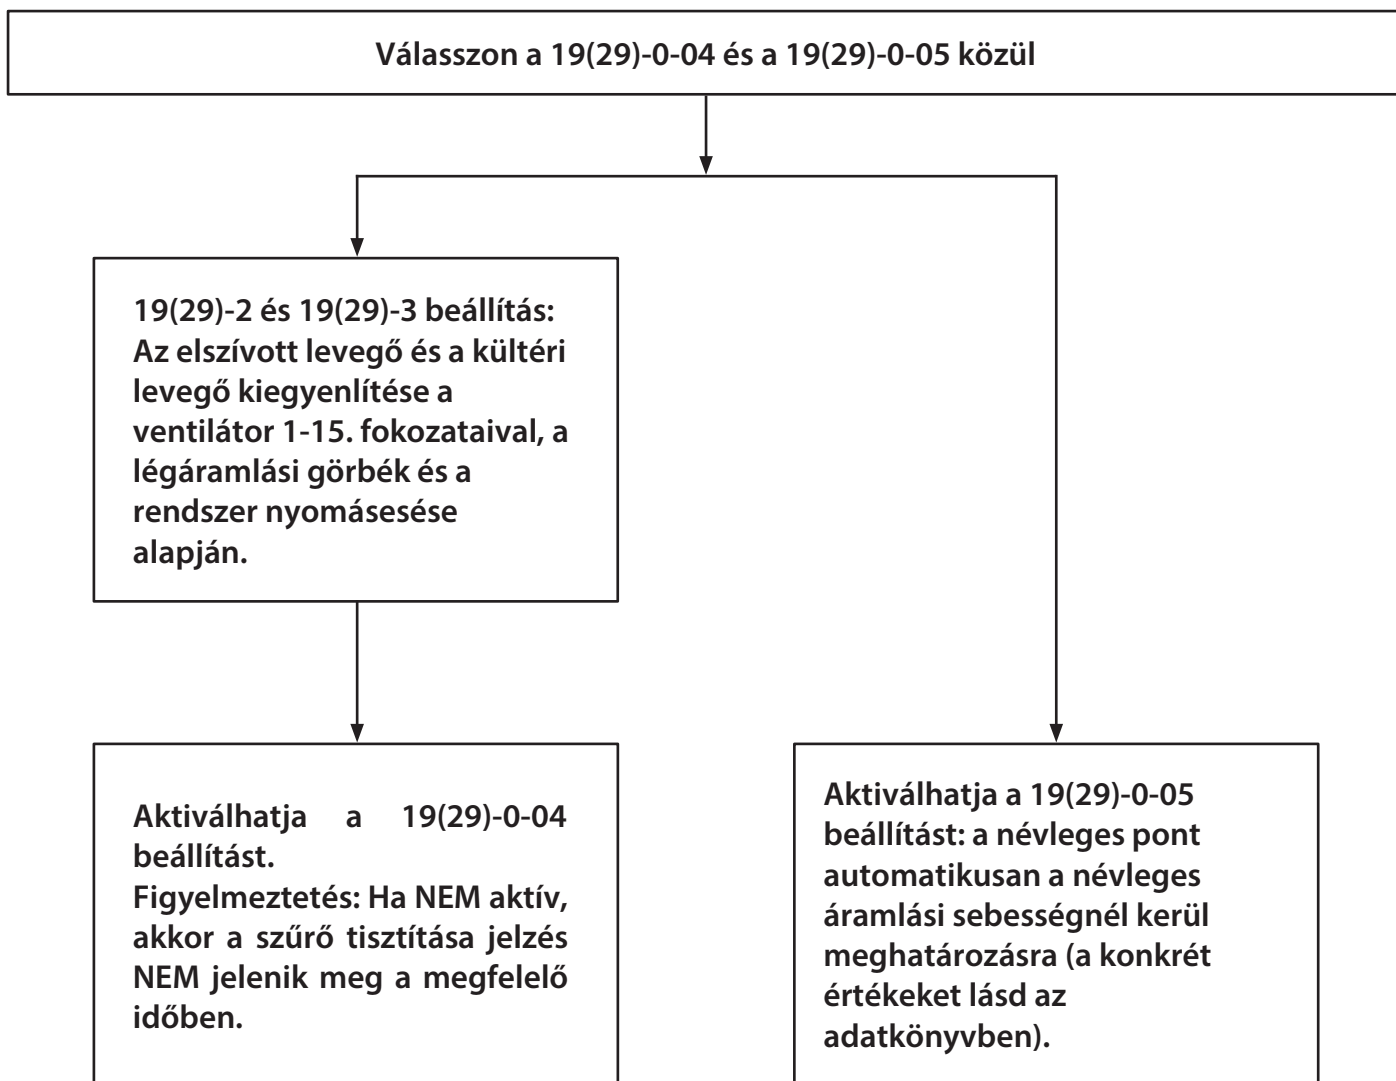 Válasszon a 19(29)-0-04 és a 19(29)-0-05 közül
19(29)-2 és 19(29)-3 beállítás:
Az elszívott levegő és a kültéri
levegő kiegyenlítése a
ventilátor 1-15. fokozataival, a
légáramlási görbék és a
rendszer nyomásesése
alapján.
Aktiválhatja a 19(29)-0-04
beállítást.
Figyelmeztetés: Ha NEM aktív,
akkor a szűrő tisztítása jelzés
NEM jelenik meg a megfelelő
időben.
Aktiválhatja a 19(29)-0-05
beállítást: a névleges pont
automatikusan a névleges
áramlási sebességnél kerül
meghatározásra (a konkrét
értékeket lásd az
adatkönyvben).